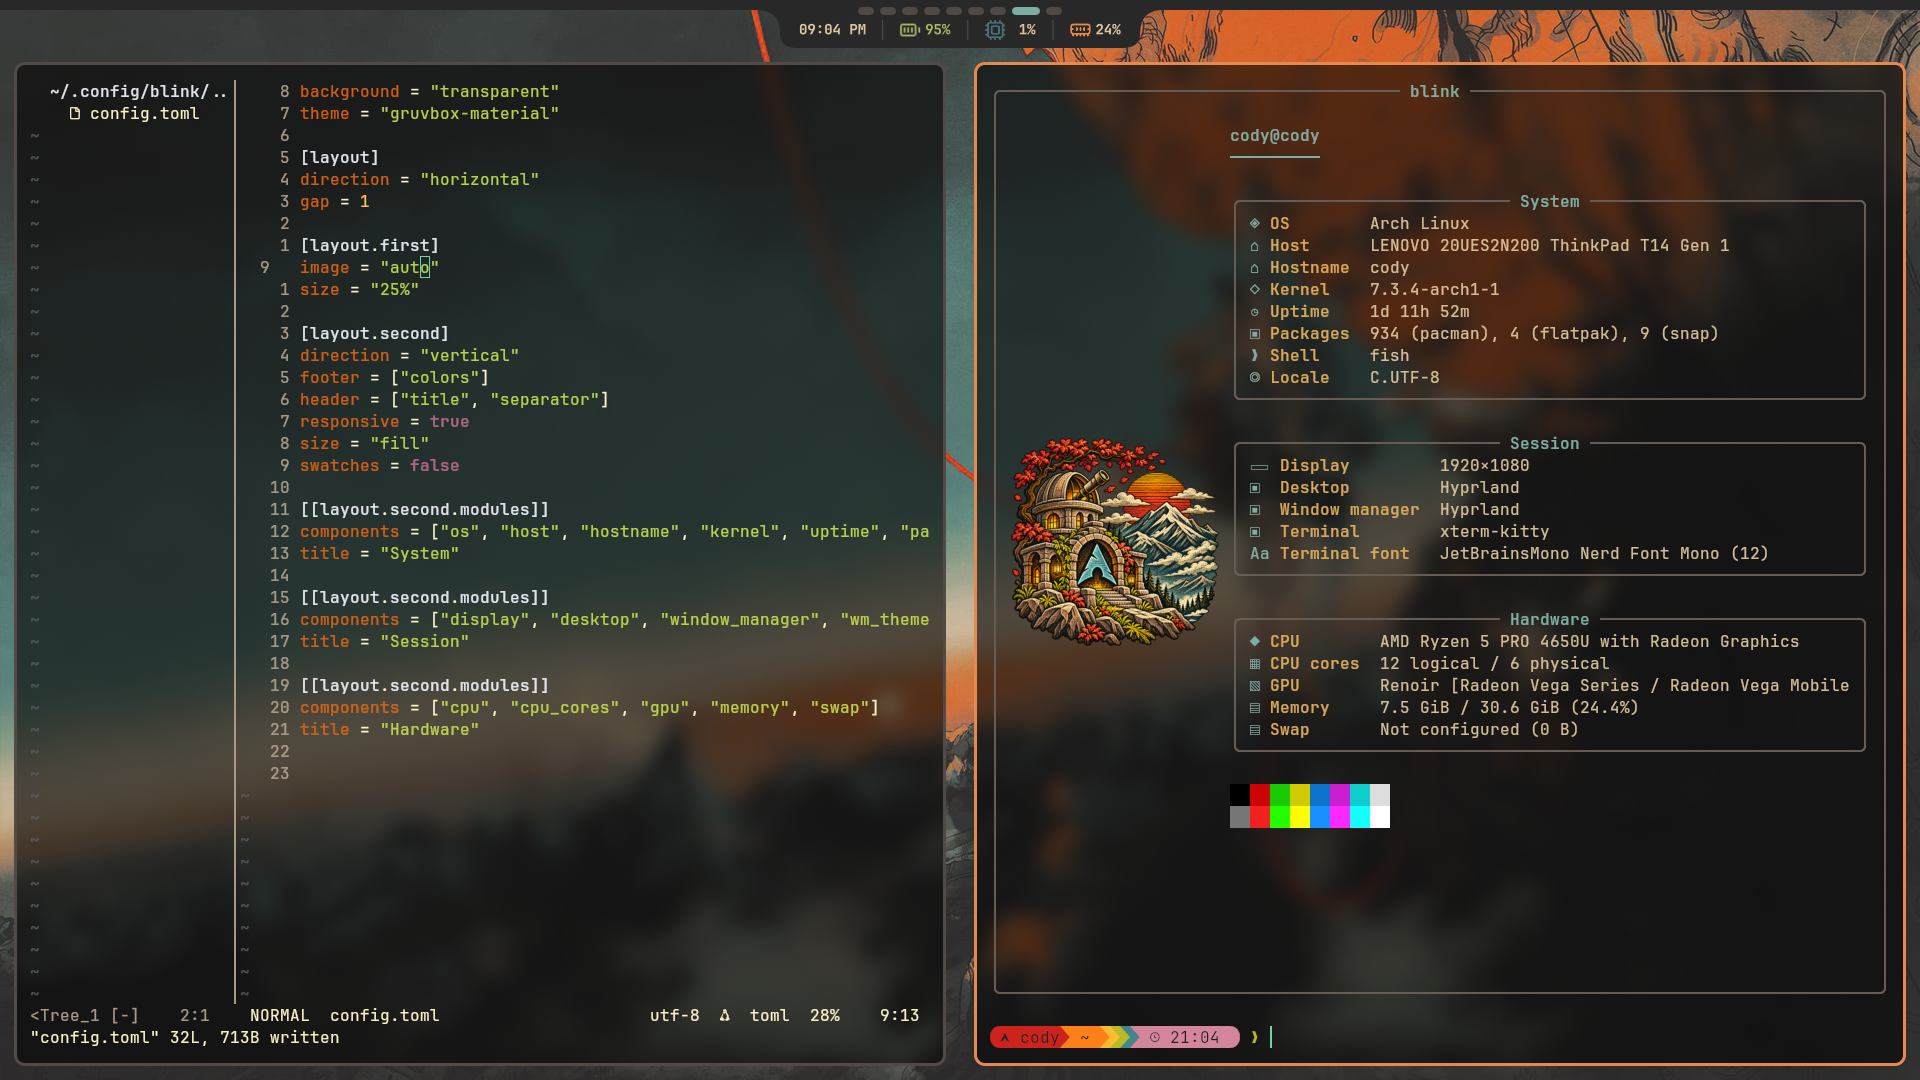 09:04 PM 95% 1% 24%
~/.config/blink/..
config.toml
8 background = "transparent"
7 theme = "gruvbox-material"
6
5 [layout]
4 direction = "horizontal"
3 gap = 1
2
1 [layout.first]
9 image = "auto"
1 size = "25%"
2
3 [layout.second]
4 direction = "vertical"
5 footer = ["colors"]
6 header = ["title", "separator"]
7 responsive = true
8 size = "fill"
9 swatches = false
10
11 [[layout.second.modules]]
12 components = ["os", "host", "hostname", "kernel", "uptime", "pa
13 title = "System"
14
15 [[layout.second.modules]]
16 components = ["display", "desktop", "window_manager", "wm_theme
17 title = "Session"
18
19 [[layout.second.modules]]
20 components = ["cpu", "cpu_cores", "gpu", "memory", "swap"]
21 title = "Hardware"
22
23
<Tree_1 [-] 2:1 NORMAL config.toml utf-8 toml 28% 9:13
"config.toml" 32L, 713B written
blink
cody@cody
System
OS Arch Linux
Host LENOVO 20UES2N200 ThinkPad T14 Gen 1
Hostname cody
Kernel 7.3.4-arch1-1
Uptime 1d 11h 52m
Packages 934 (pacman), 4 (flatpak), 9 (snap)
Shell fish
Locale C.UTF-8
Session
Display 1920×1080
Desktop Hyprland
Window manager Hyprland
Terminal xterm-kitty
Aa Terminal font JetBrainsMono Nerd Font Mono (12)
Hardware
CPU AMD Ryzen 5 PRO 4650U with Radeon Graphics
CPU cores 12 logical / 6 physical
GPU Renoir [Radeon Vega Series / Radeon Vega Mobile
Memory 7.5 GiB / 30.6 GiB (24.4%)
Swap Not configured (0 B)
cody ~ 21:04 ❯